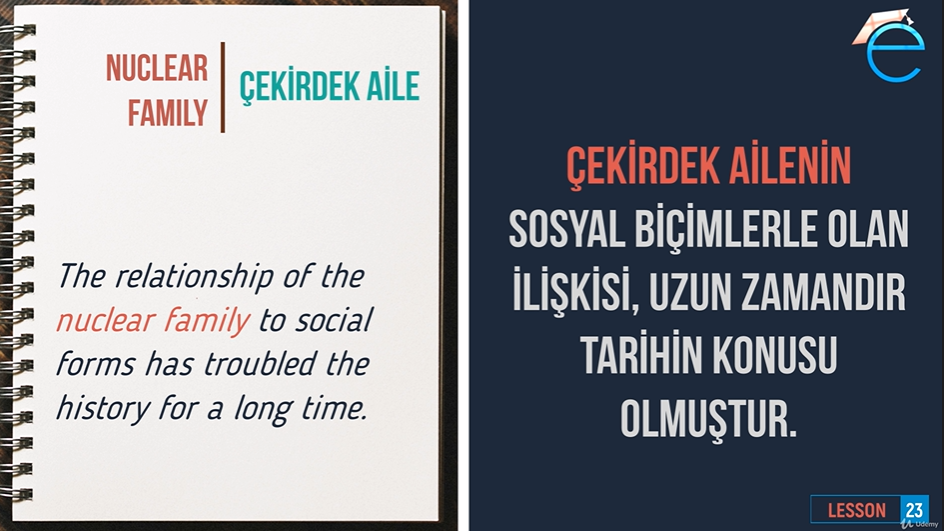 NUCLEAR
FAMILY
ÇEKİRDEK AİLE
The relationship of the
nuclear family to social
forms has troubled the
history for a long time.
e
ÇEKİRDEK AİLENİN
SOSYAL BİÇİMLERLE OLAN
İLİŞKİSİ, UZUN ZAMANDIR
TARİHİN KONUSU
OLMUŞTUR.
LESSON 23
Udemy